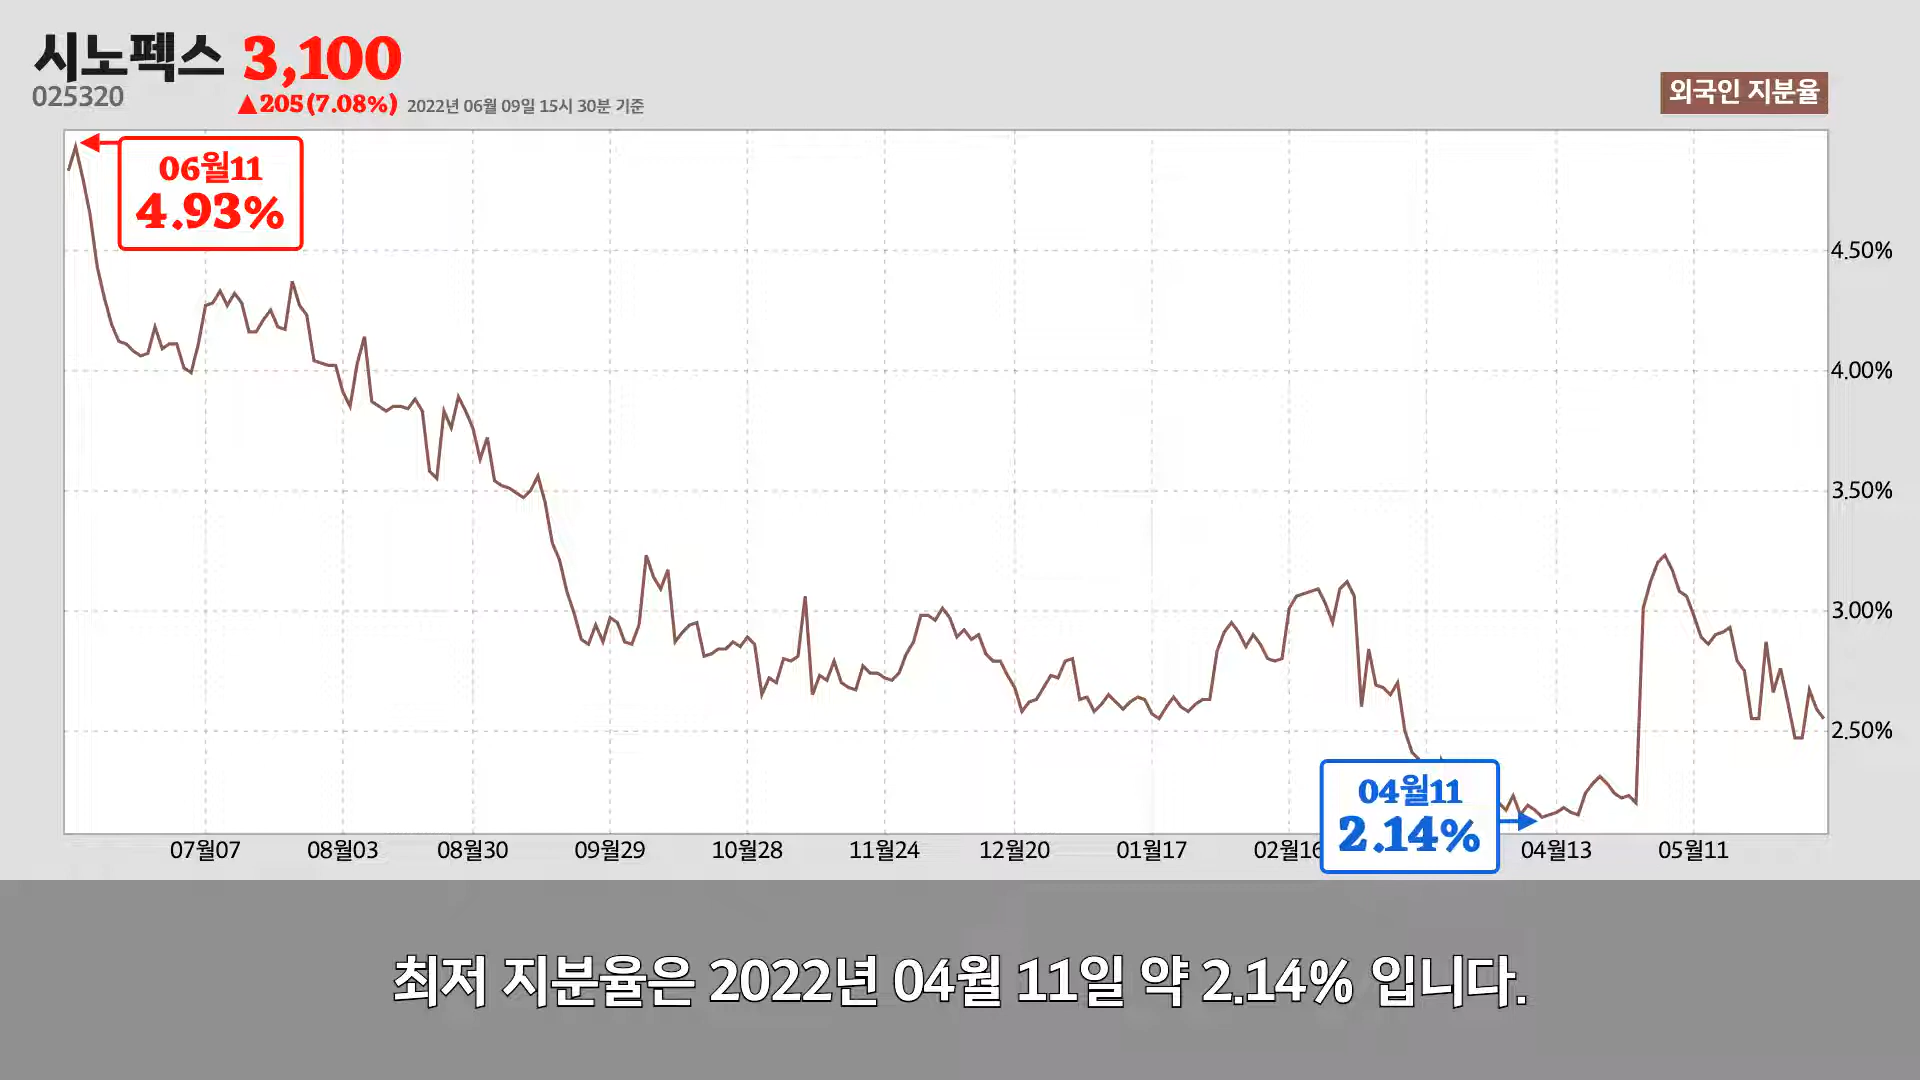 시노펙스 3,100
025320
▲205(7.08%) 2022년 06월 09일 15시 30분 기준
외국인 지분율
06월11
4.93%
4.50%
4.00%
3.50%
3.00%
2.50%
04월11
2.14%
07월07 08월03 08월30 09월29 10월28 11월24 12월20 01월17 02월16 04월13 05월11
최저 지분율은 2022년 04월 11일 약 2.14% 입니다.